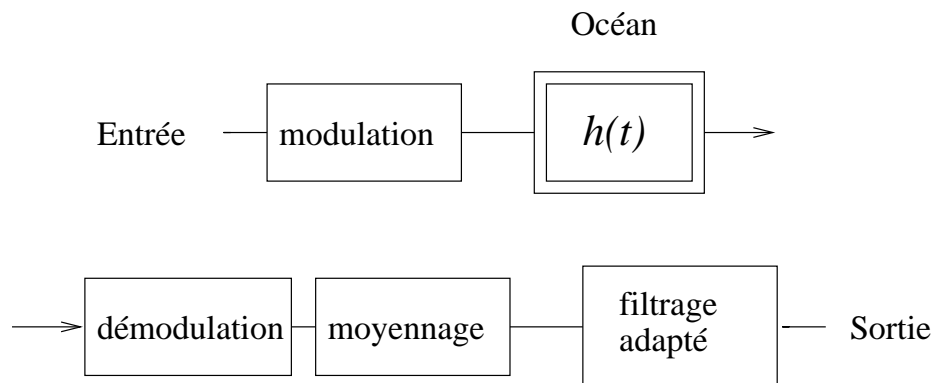 Océan
Entrée
modulation
h(t)
démodulation
moyennage
filtrage
adapté
Sortie